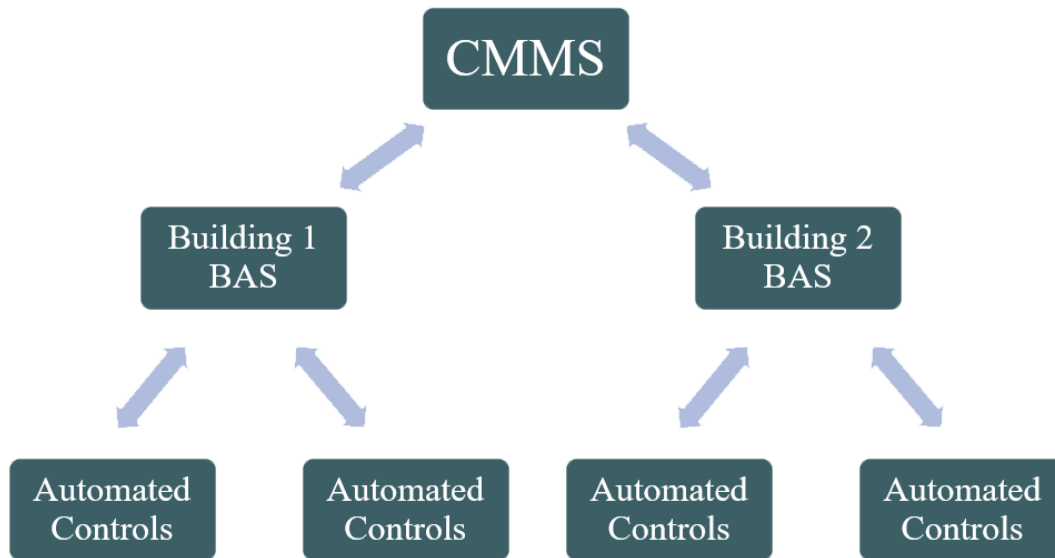 CMMS
Building 1
BAS
Building 2
BAS
Automated
Controls
Automated
Controls
Automated
Controls
Automated
Controls